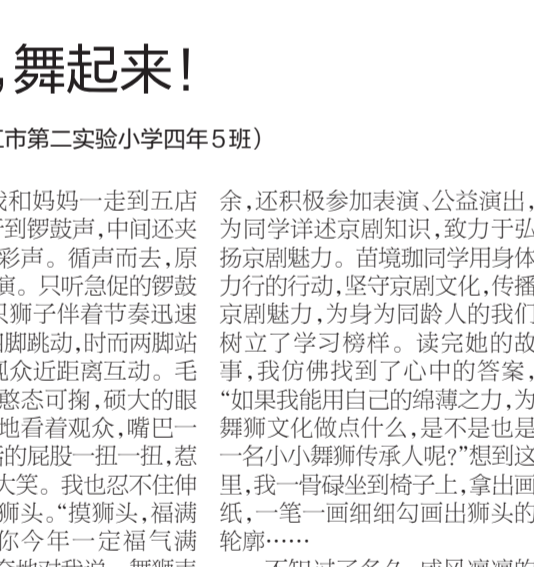 ,舞起来!
江市第二实验小学四年5班)
我和妈妈一走到五店
到锣鼓声,中间还夹
彩声。循声而去,原
演。只听急促的锣鼓
只狮子伴着节奏迅速
脚跳动,时而两脚站
观众近距离互动。毛
憨态可掬,硕大的眼
地看着观众,嘴巴一
的屁股一扭一扭,惹
大笑。我也忍不住伸
狮头。“摸狮头,福满
你今年一定福气满
余,还积极参加表演、公益演出,
为同学详述京剧知识,致力于弘
扬京剧魅力。苗境珈同学用身体
力行的行动,坚守京剧文化,传播
京剧魅力,为身为同龄人的我们
树立了学习榜样。读完她的故
事,我仿佛找到了心中的答案,
“如果我能用自己的绵薄之力,为
舞狮文化做点什么,是不是也是
一名小小舞狮传承人呢?”想到这
里,我一骨碌坐到椅子上,拿出画
纸,一笔一画细细勾画出狮头的
轮廓……